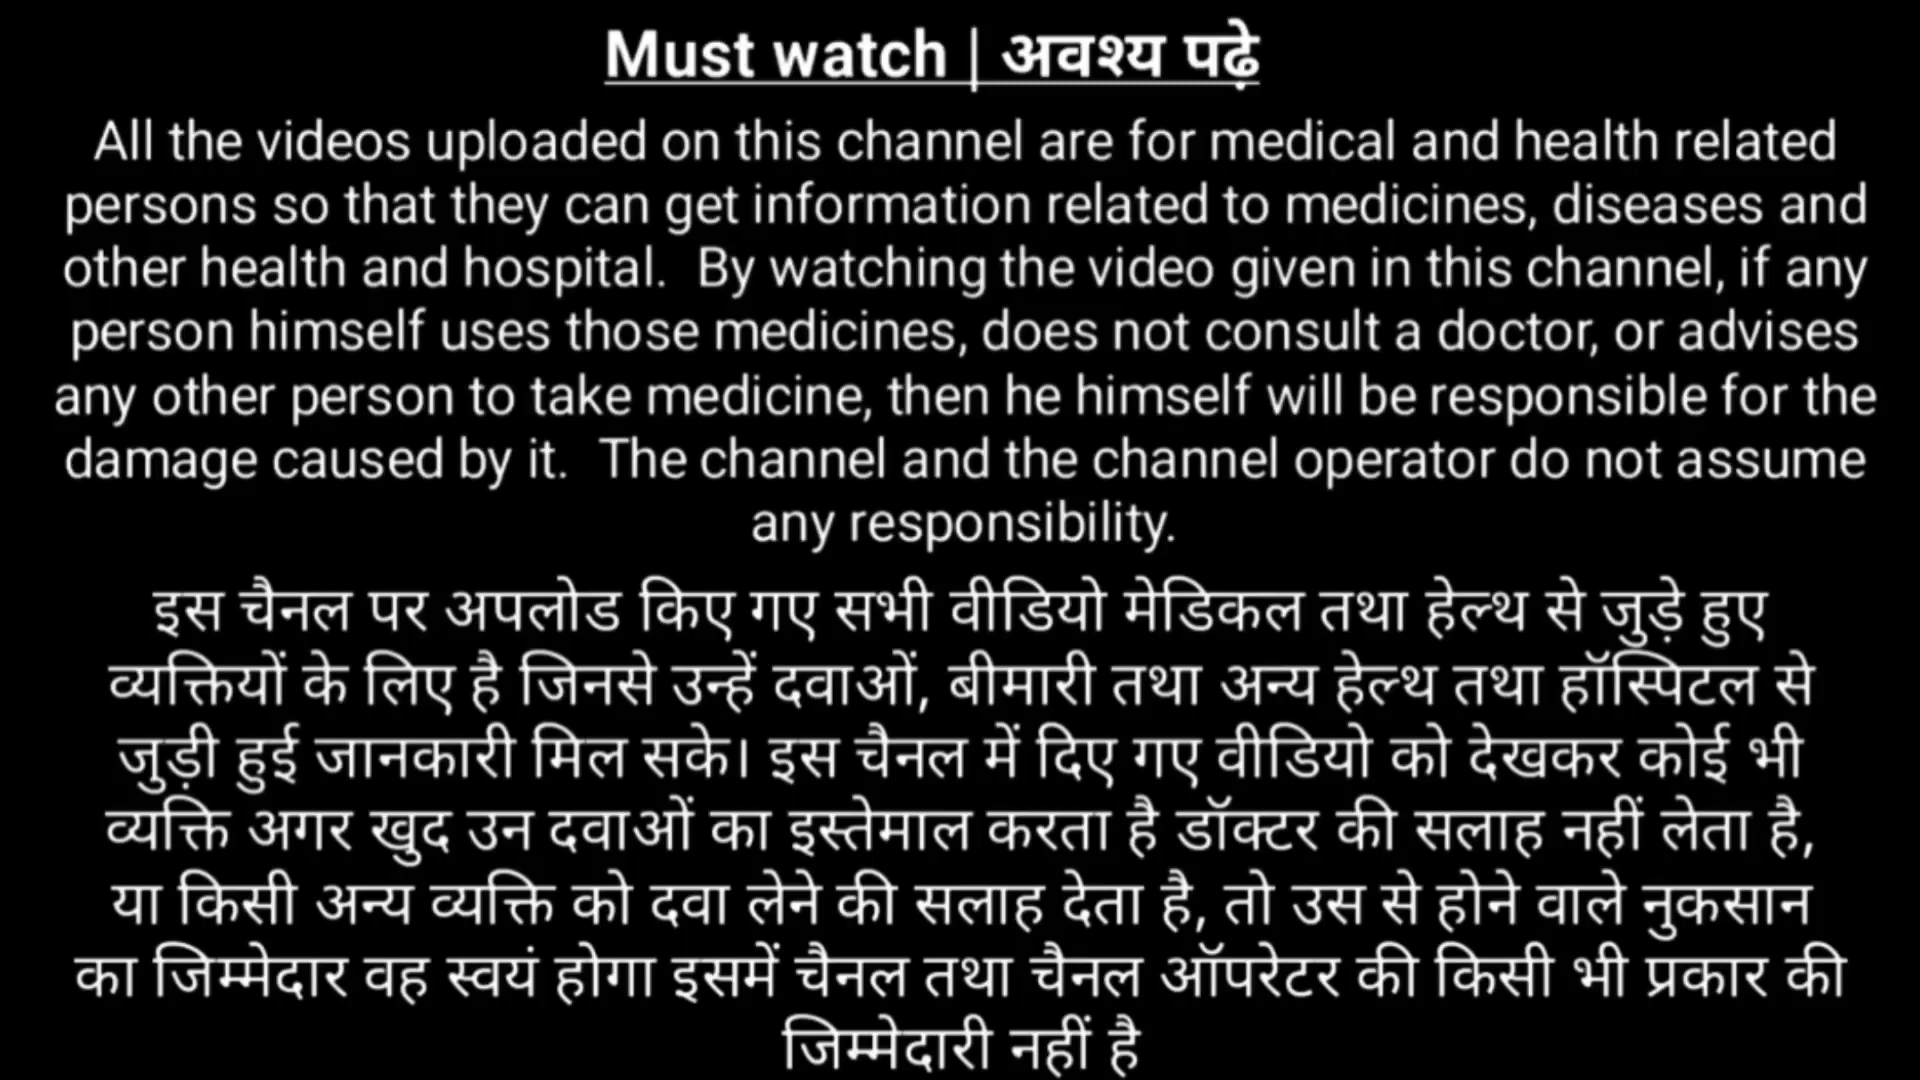 Must watch | अवश्य पढ़े
All the videos uploaded on this channel are for medical and health related
persons so that they can get information related to medicines, diseases and
other health and hospital.  By watching the video given in this channel, if any
person himself uses those medicines, does not consult a doctor, or advises
any other person to take medicine, then he himself will be responsible for the
damage caused by it.  The channel and the channel operator do not assume
any responsibility.
इस चैनल पर अपलोड किए गए सभी वीडियो मेडिकल तथा हेल्थ से जुड़े हुए
व्यक्तियों के लिए है जिनसे उन्हें दवाओं, बीमारी तथा अन्य हेल्थ तथा हॉस्पिटल से
जुड़ी हुई जानकारी मिल सके। इस चैनल में दिए गए वीडियो को देखकर कोई भी
व्यक्ति अगर खुद उन दवाओं का इस्तेमाल करता है डॉक्टर की सलाह नहीं लेता है,
या किसी अन्य व्यक्ति को दवा लेने की सलाह देता है, तो उस से होने वाले नुकसान
का जिम्मेदार वह स्वयं होगा इसमें चैनल तथा चैनल ऑपरेटर की किसी भी प्रकार की
जिम्मेदारी नहीं है